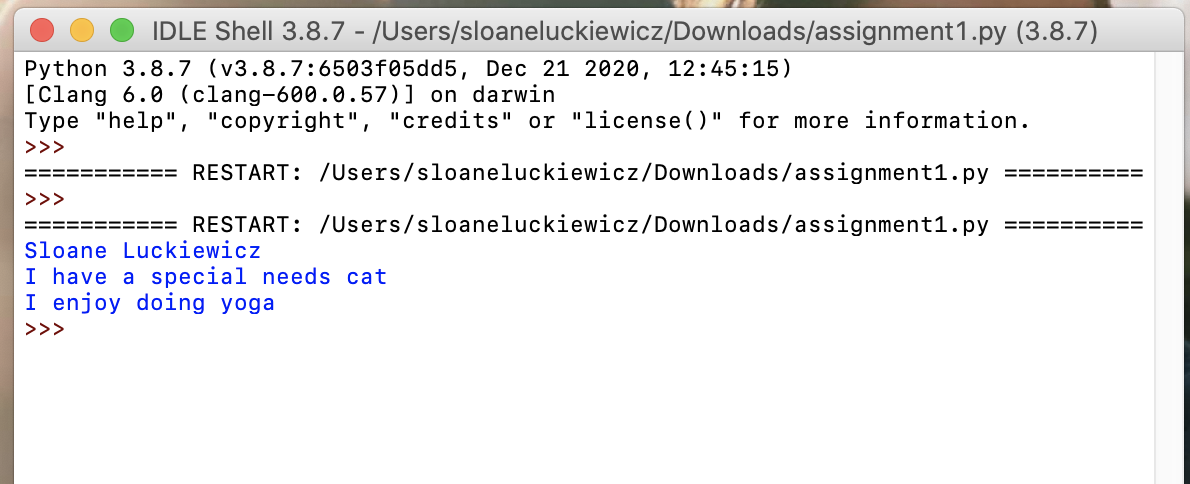 IDLE Shell 3.8.7 - /Users/sloaneluckiewicz/Downloads/assignment1.py (3.8.7)
Python 3.8.7 (v3.8.7:6503f05dd5, Dec 21 2020, 12:45:15)
[Clang 6.0 (clang-600.0.57)] on darwin
Type "help", "copyright", "credits" or "license()" for more information.
>>>
=========== RESTART: /Users/sloaneluckiewicz/Downloads/assignment1.py ==========
>>>
=========== RESTART: /Users/sloaneluckiewicz/Downloads/assignment1.py ==========
Sloane Luckiewicz
I have a special needs cat
I enjoy doing yoga
>>>